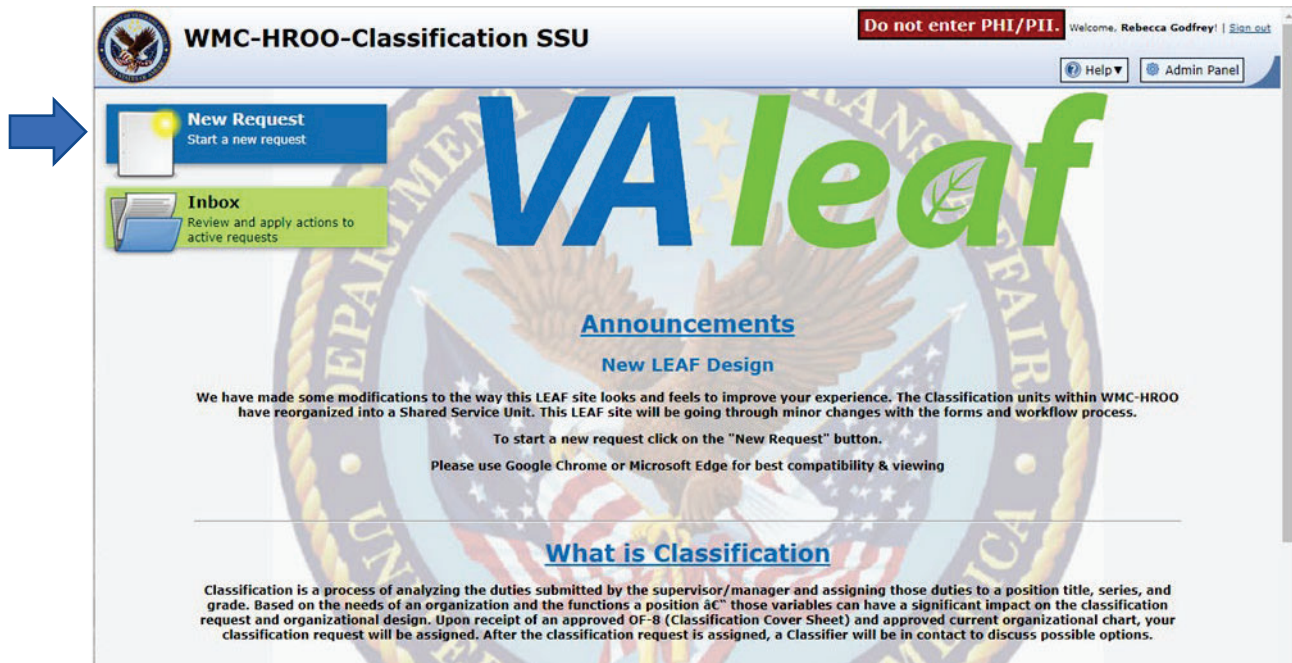 WMC-HROO-Classification SSU
Do not enter PHI/PII.
Welcome, Rebecca Godfrey! | Sign out
Help▼
Admin Panel
New Request
Start a new request
Inbox
Review and apply actions to
active requests
VA leaf
Announcements
New LEAF Design
We have made some modifications to the way this LEAF site looks and feels to improve your experience. The Classification units within WMC-HROO
have reorganized into a Shared Service Unit. This LEAF site will be going through minor changes with the forms and workflow process.
To start a new request click on the "New Request" button.
Please use Google Chrome or Microsoft Edge for best compatibility & viewing
What is Classification
Classification is a process of analyzing the duties submitted by the supervisor/manager and assigning those duties to a position title, series, and
grade. Based on the needs of an organization and the functions a position â€“ those variables can have a significant impact on the classification
request and organizational design. Upon receipt of an approved OF-8 (Classification Cover Sheet) and approved current organizational chart, your
classification request will be assigned. After the classification request is assigned, a Classifier will be in contact to discuss possible options.